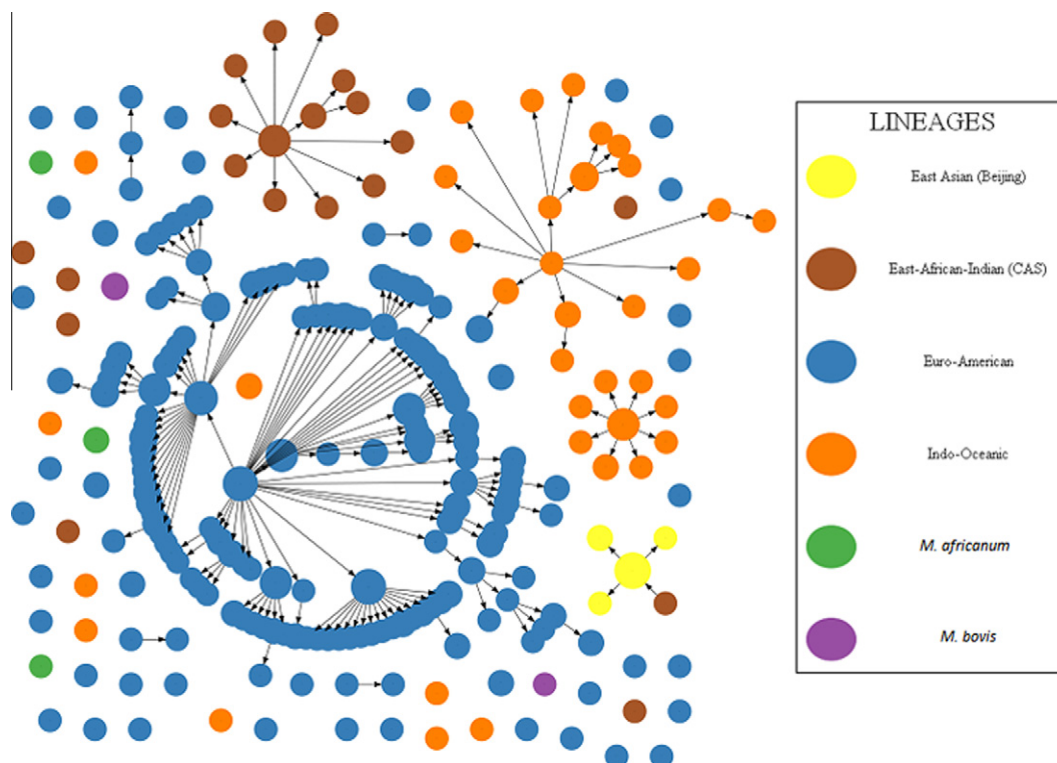 LINEAGES
East Asian (Beijing)
East-African-Indian (CAS)
Euro-American
Indo-Oceanic
M. africanum
M. bovis